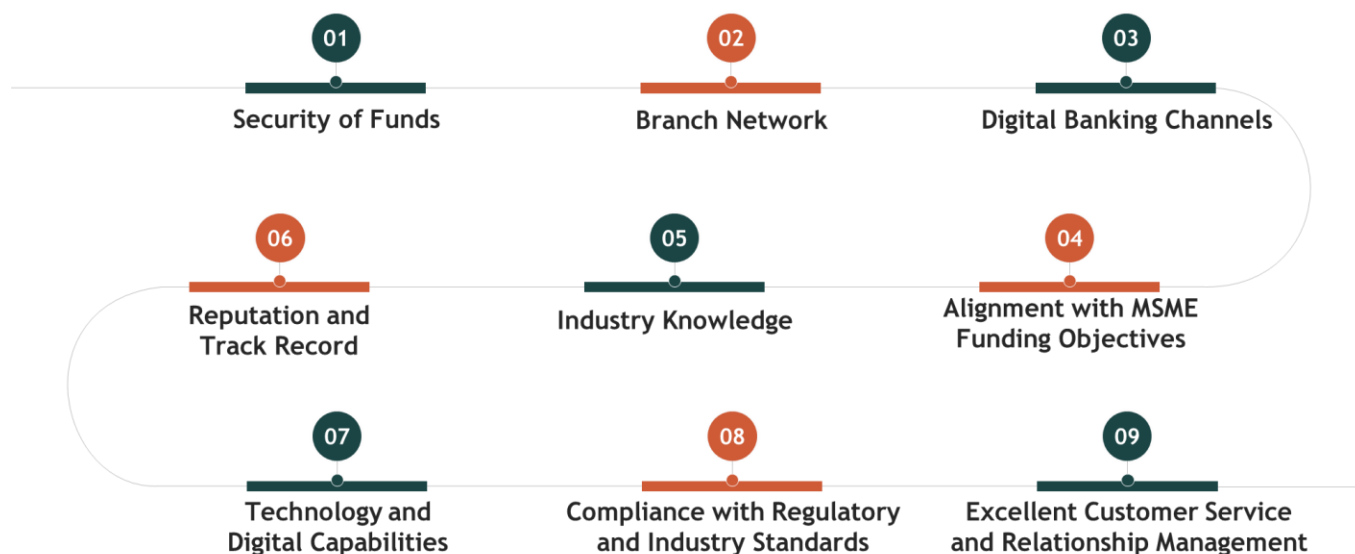 01
Security of Funds
02
Branch Network
03
Digital Banking Channels
04
Alignment with MSME
Funding Objectives
05
Industry Knowledge
06
Reputation and
Track Record
07
Technology and
Digital Capabilities
08
Compliance with Regulatory
and Industry Standards
09
Excellent Customer Service
and Relationship Management